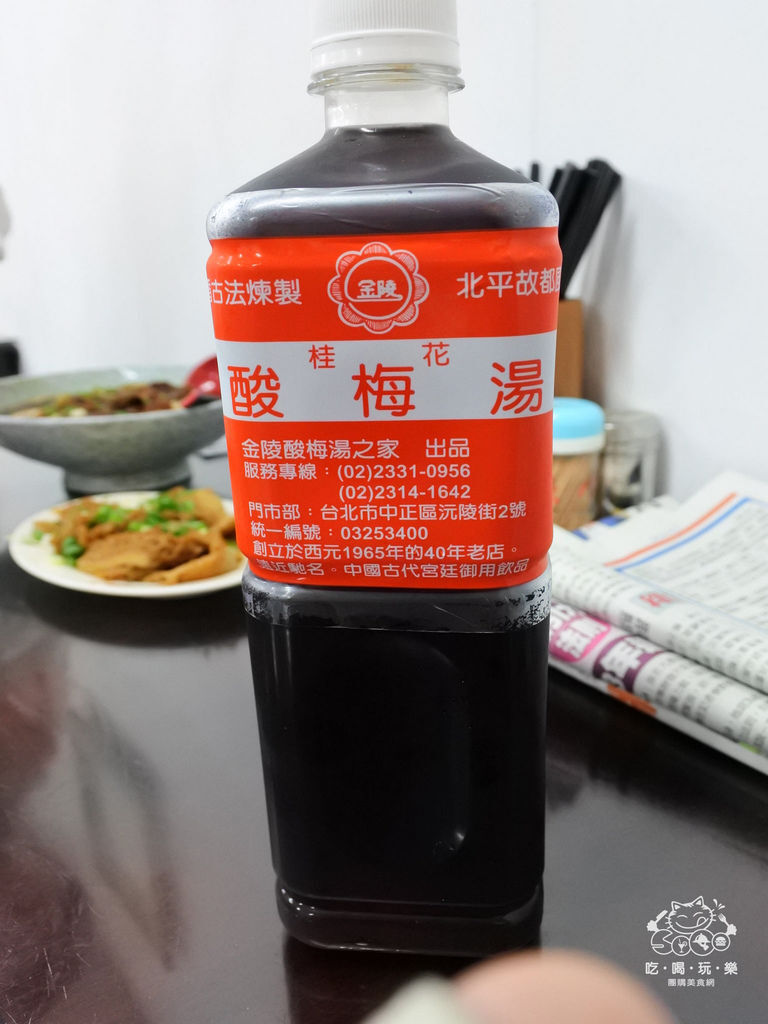 古法煉製
金陵
北平故都
桂花
酸梅湯
金陵酸梅湯之家 出品
服務專線：(02)2331-0956
(02)2314-1642
門市部：台北市中正區沅陵街2號
統一編號：03253400
創立於西元1965年的40年老店。
遠近馳名。中國古代宮廷御用飲品
吃·喝·玩·樂
團購美食網